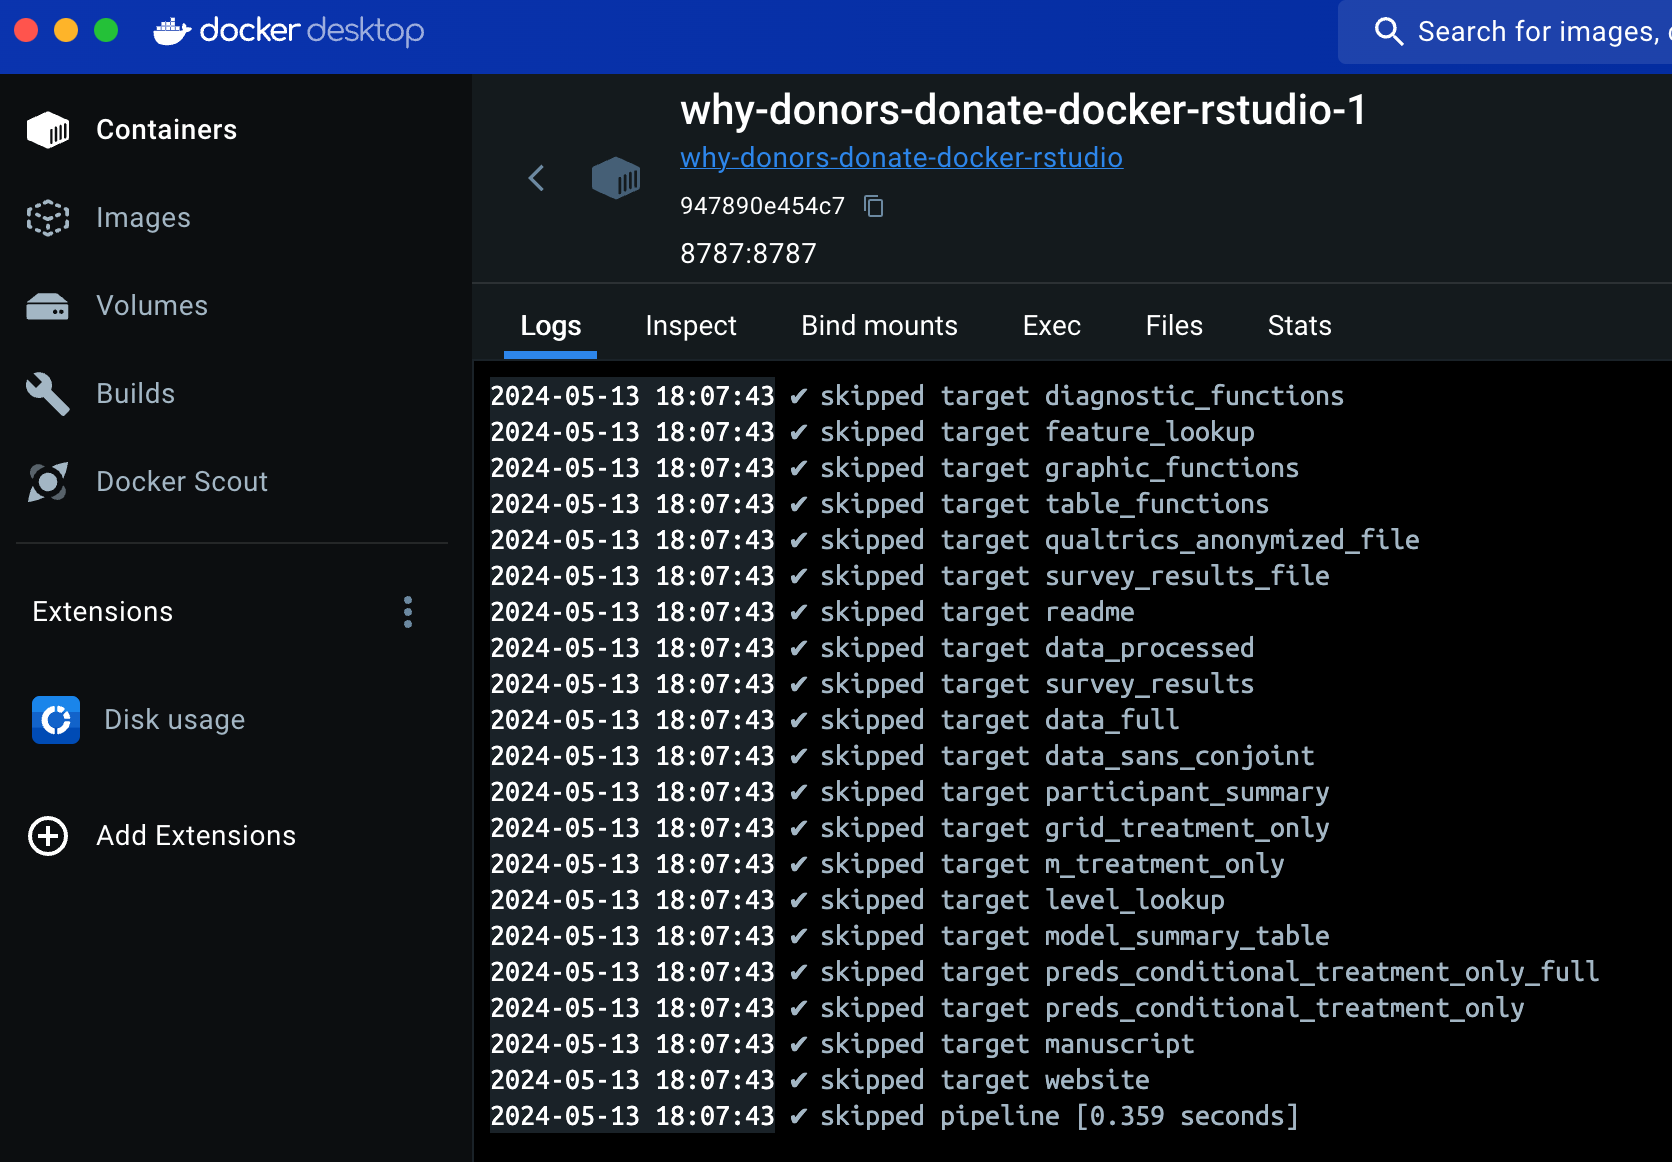 docker desktop
Search for images,
Containers
Images
Volumes
Builds
Docker Scout
Extensions
Disk usage
Add Extensions
why-donors-donate-docker-rstudio-1
why-donors-donate-docker-rstudio
947890e454c7
8787:8787
Logs Inspect Bind mounts Exec Files Stats
2024-05-13 18:07:43 ✔ skipped target diagnostic_functions
2024-05-13 18:07:43 ✔ skipped target feature_lookup
2024-05-13 18:07:43 ✔ skipped target graphic_functions
2024-05-13 18:07:43 ✔ skipped target table_functions
2024-05-13 18:07:43 ✔ skipped target qualtrics_anonymized_file
2024-05-13 18:07:43 ✔ skipped target survey_results_file
2024-05-13 18:07:43 ✔ skipped target readme
2024-05-13 18:07:43 ✔ skipped target data_processed
2024-05-13 18:07:43 ✔ skipped target survey_results
2024-05-13 18:07:43 ✔ skipped target data_full
2024-05-13 18:07:43 ✔ skipped target data_sans_conjoint
2024-05-13 18:07:43 ✔ skipped target participant_summary
2024-05-13 18:07:43 ✔ skipped target grid_treatment_only
2024-05-13 18:07:43 ✔ skipped target m_treatment_only
2024-05-13 18:07:43 ✔ skipped target level_lookup
2024-05-13 18:07:43 ✔ skipped target model_summary_table
2024-05-13 18:07:43 ✔ skipped target preds_conditional_treatment_only_full
2024-05-13 18:07:43 ✔ skipped target preds_conditional_treatment_only
2024-05-13 18:07:43 ✔ skipped target manuscript
2024-05-13 18:07:43 ✔ skipped target website
2024-05-13 18:07:43 ✔ skipped pipeline [0.359 seconds]